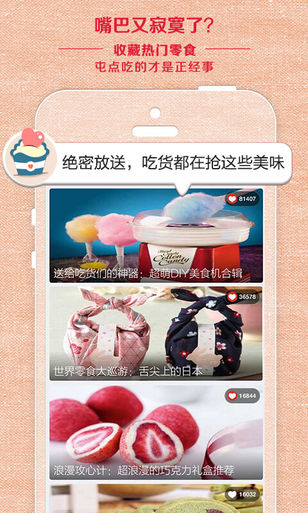 嘴巴又寂寞了?
收藏热门零食
屯点吃的才是正经事
绝密放送，吃货都在抢这些美味
81407
Cotton
Candy
送给吃货们的神器：超萌DIY美食机合辑
36578
世界零食大巡游：舌尖上的日本
16844
浪漫攻心计：超浪漫的巧克力礼盒推荐
16032